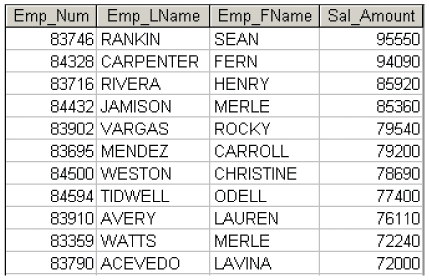 Emp_Num Emp_LName Emp_FName Sal_Amount
83746 RANKIN SEAN 95550
84328 CARPENTER FERN 94090
83716 RIVERA HENRY 85920
84432 JAMISON MERLE 85360
83902 VARGAS ROCKY 79540
83695 MENDEZ CARROLL 79200
84500 WESTON CHRISTINE 78690
84594 TIDWELL ODELL 77400
83910 AVERY LAUREN 76110
83359 WATTS MERLE 72240
83790 ACEVEDO LAVINA 72000